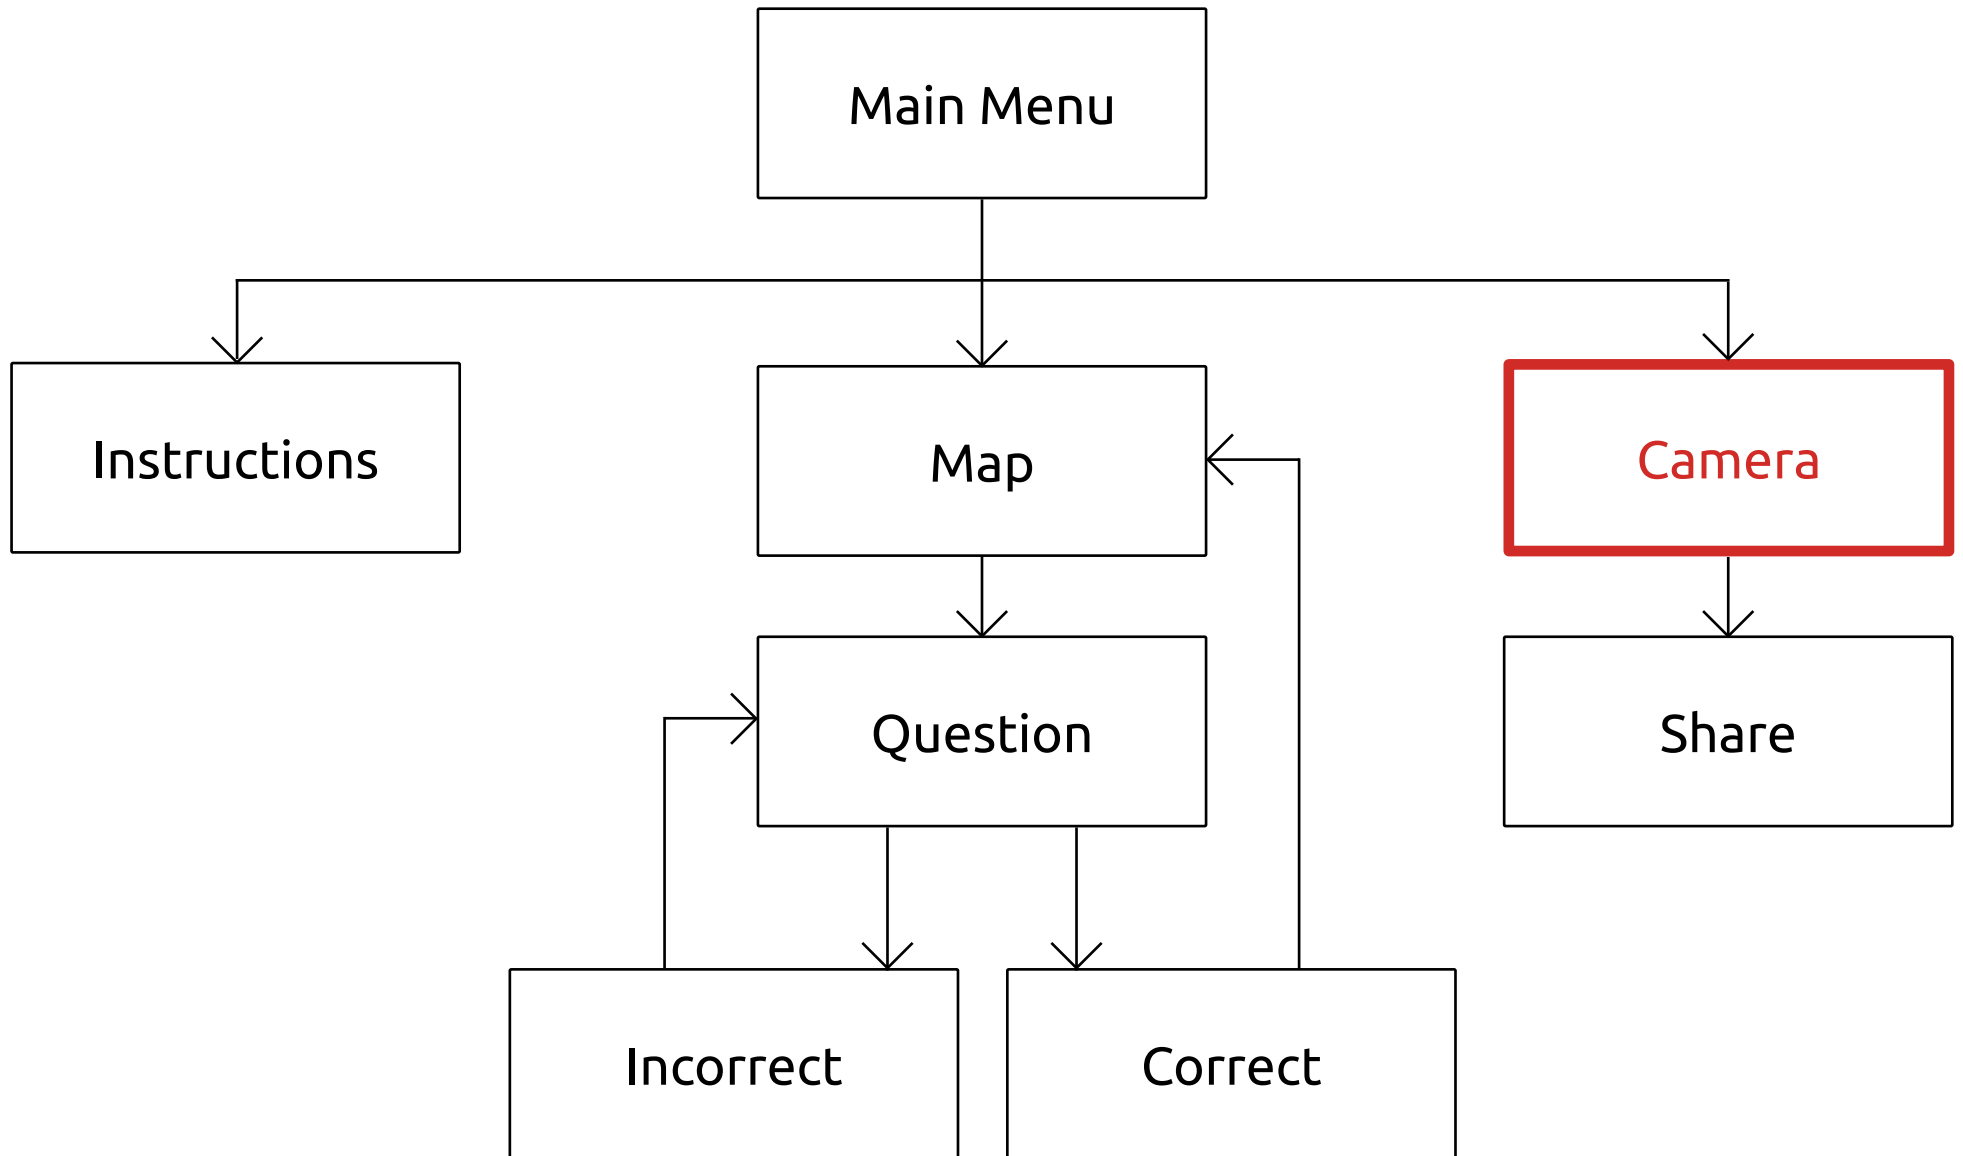 Main Menu
Instructions
Map
Camera
Question
Share
Incorrect
Correct